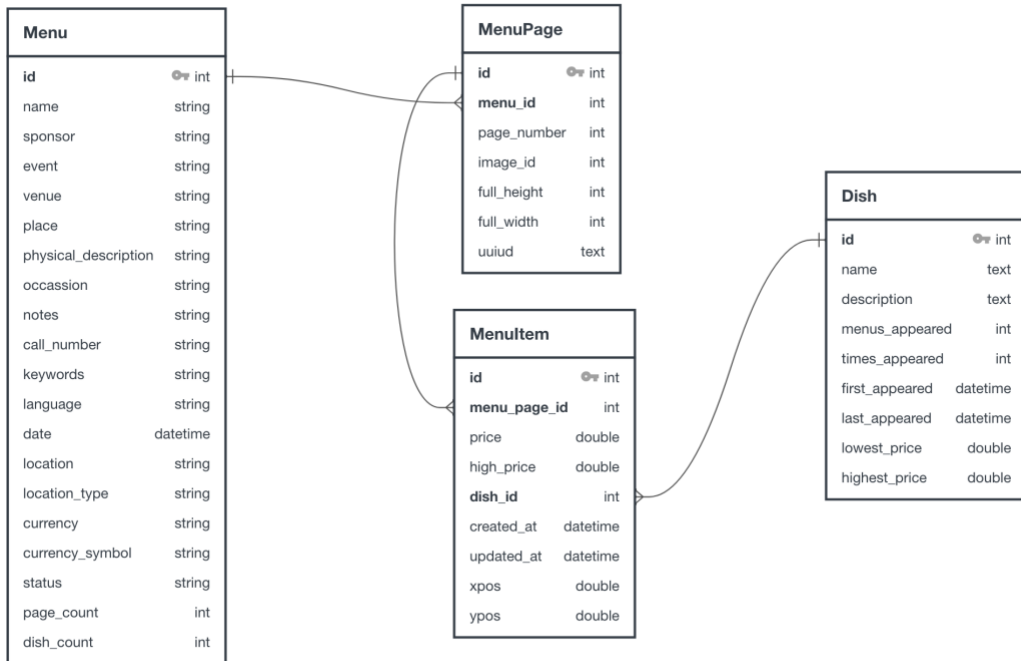 Menu
id int
name string
sponsor string
event string
venue string
place string
physical_description string
occassion string
notes string
call_number string
keywords string
language string
date datetime
location string
location_type string
currency string
currency_symbol string
status string
page_count int
dish_count int
MenuPage
id int
menu_id int
page_number int
image_id int
full_height int
full_width int
uuiud text
MenuItem
id int
menu_page_id int
price double
high_price double
dish_id int
created_at datetime
updated_at datetime
xpos double
ypos double
Dish
id int
name text
description text
menus_appeared int
times_appeared int
first_appeared datetime
last_appeared datetime
lowest_price double
highest_price double